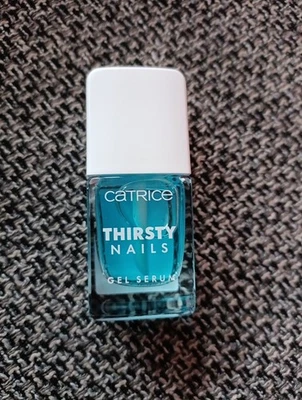 CATRICE
THIRSTY
NAILS
GEL SERUM